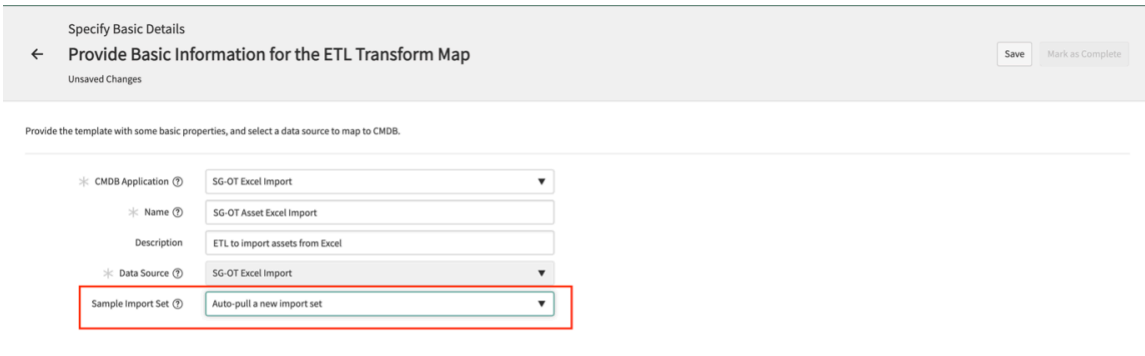 Specify Basic Details
← Provide Basic Information for the ETL Transform Map
Save
Mark as Complete
Unsaved Changes
Provide the template with some basic properties, and select a data source to map to CMDB.
CMDB Application ? SG-OT Excel Import
Name ? SG-OT Asset Excel Import
Description ETL to import assets from Excel
Data Source ? SG-OT Excel Import
Sample Import Set ? Auto-pull a new import set